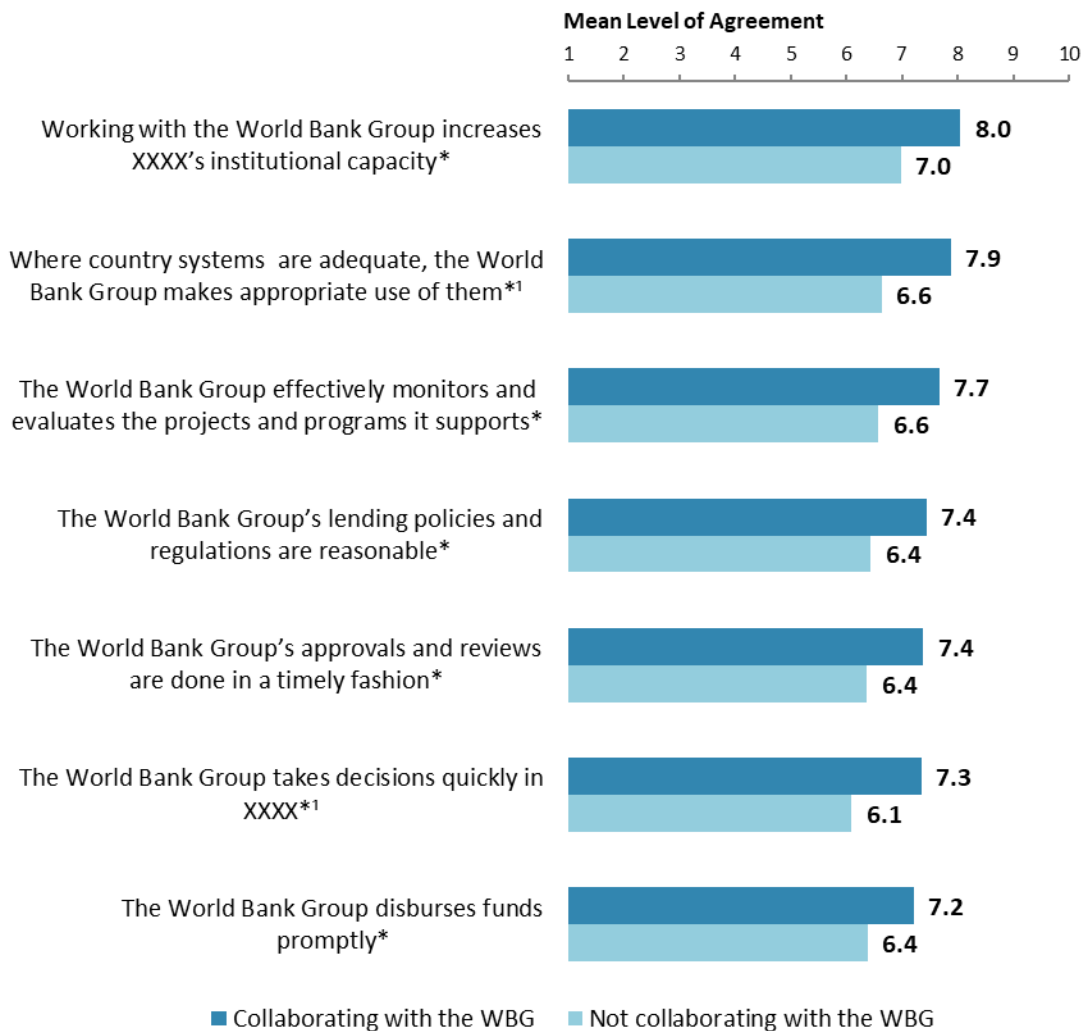 Mean Level of Agreement
1 2 3 4 5 6 7 8 9 10
Working with the World Bank Group increases
XXXX’s institutional capacity*
8.0
7.0
Where country systems are adequate, the World
Bank Group makes appropriate use of them*¹
7.9
6.6
The World Bank Group effectively monitors and
evaluates the projects and programs it supports*
7.7
6.6
The World Bank Group’s lending policies and
regulations are reasonable*
7.4
6.4
The World Bank Group’s approvals and reviews
are done in a timely fashion*
7.4
6.4
The World Bank Group takes decisions quickly in
XXXX*¹
7.3
6.1
The World Bank Group disburses funds
promptly*
7.2
6.4
Collaborating with the WBG Not collaborating with the WBG